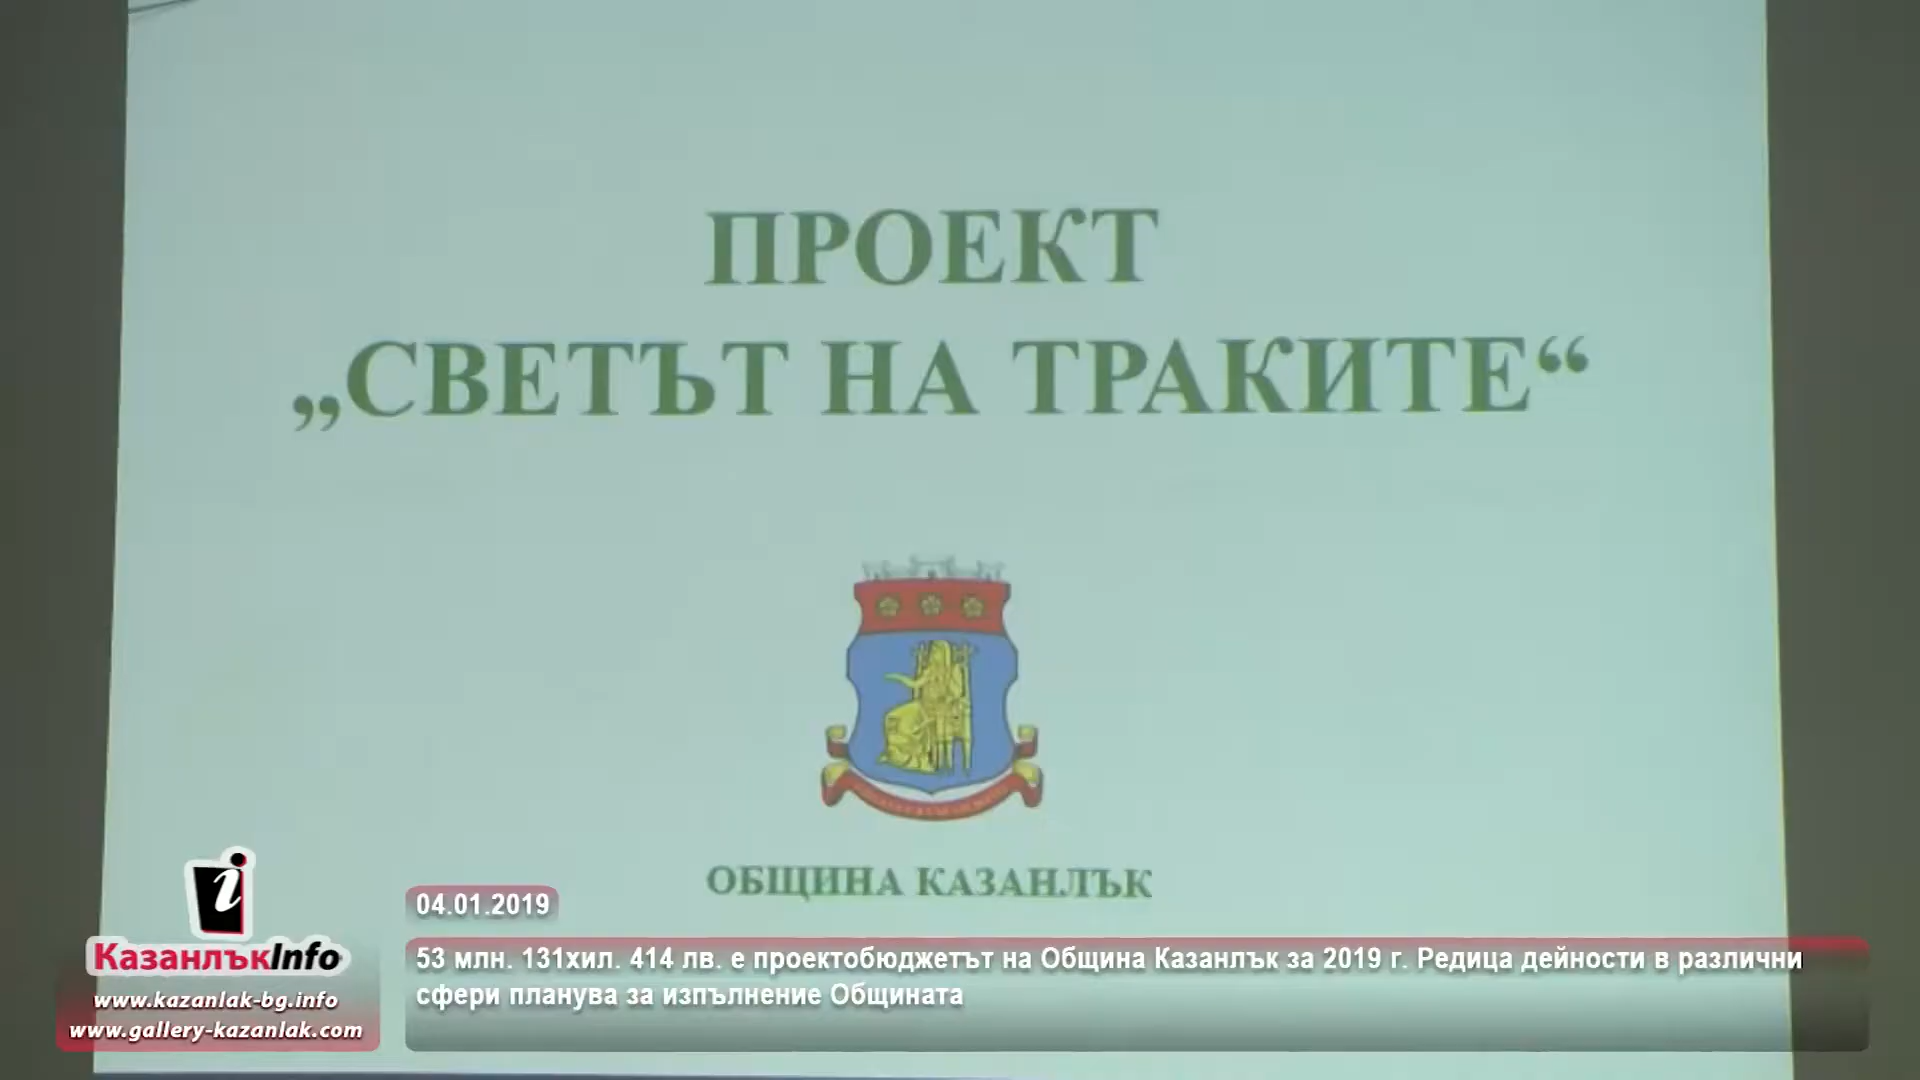 ПРОЕКТ
„СВЕТЪТ НА ТРАКИТЕ“
ОБЩИНА КАЗАНЛЪК
i
КазанлъкInfo
www.kazanlak-bg.info
www.gallery-kazanlak.com
04.01.2019
53 млн. 131хил. 414 лв. е проектобюджетът на Община Казанлък за 2019 г. Редица дейности в различни
сфери планува за изпълнение Общината